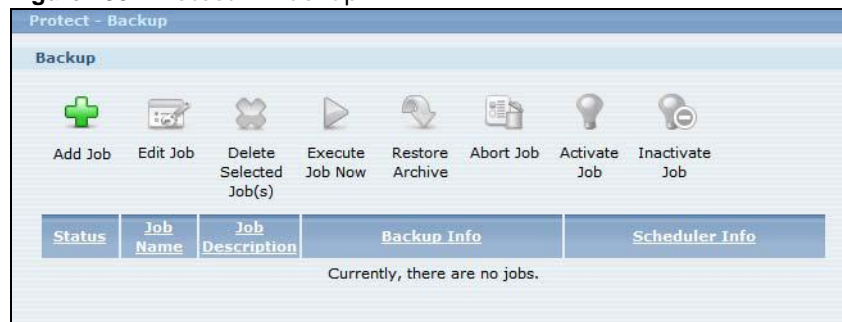 Protect - Backup
Backup
Add Job
Edit Job
Delete
Selected
Job(s)
Execute
Job Now
Restore
Archive
Abort Job
Activate
Job
Inactivate
Job
Status
Job
Name
Job
Description
Backup Info
Scheduler Info
Currently, there are no jobs.